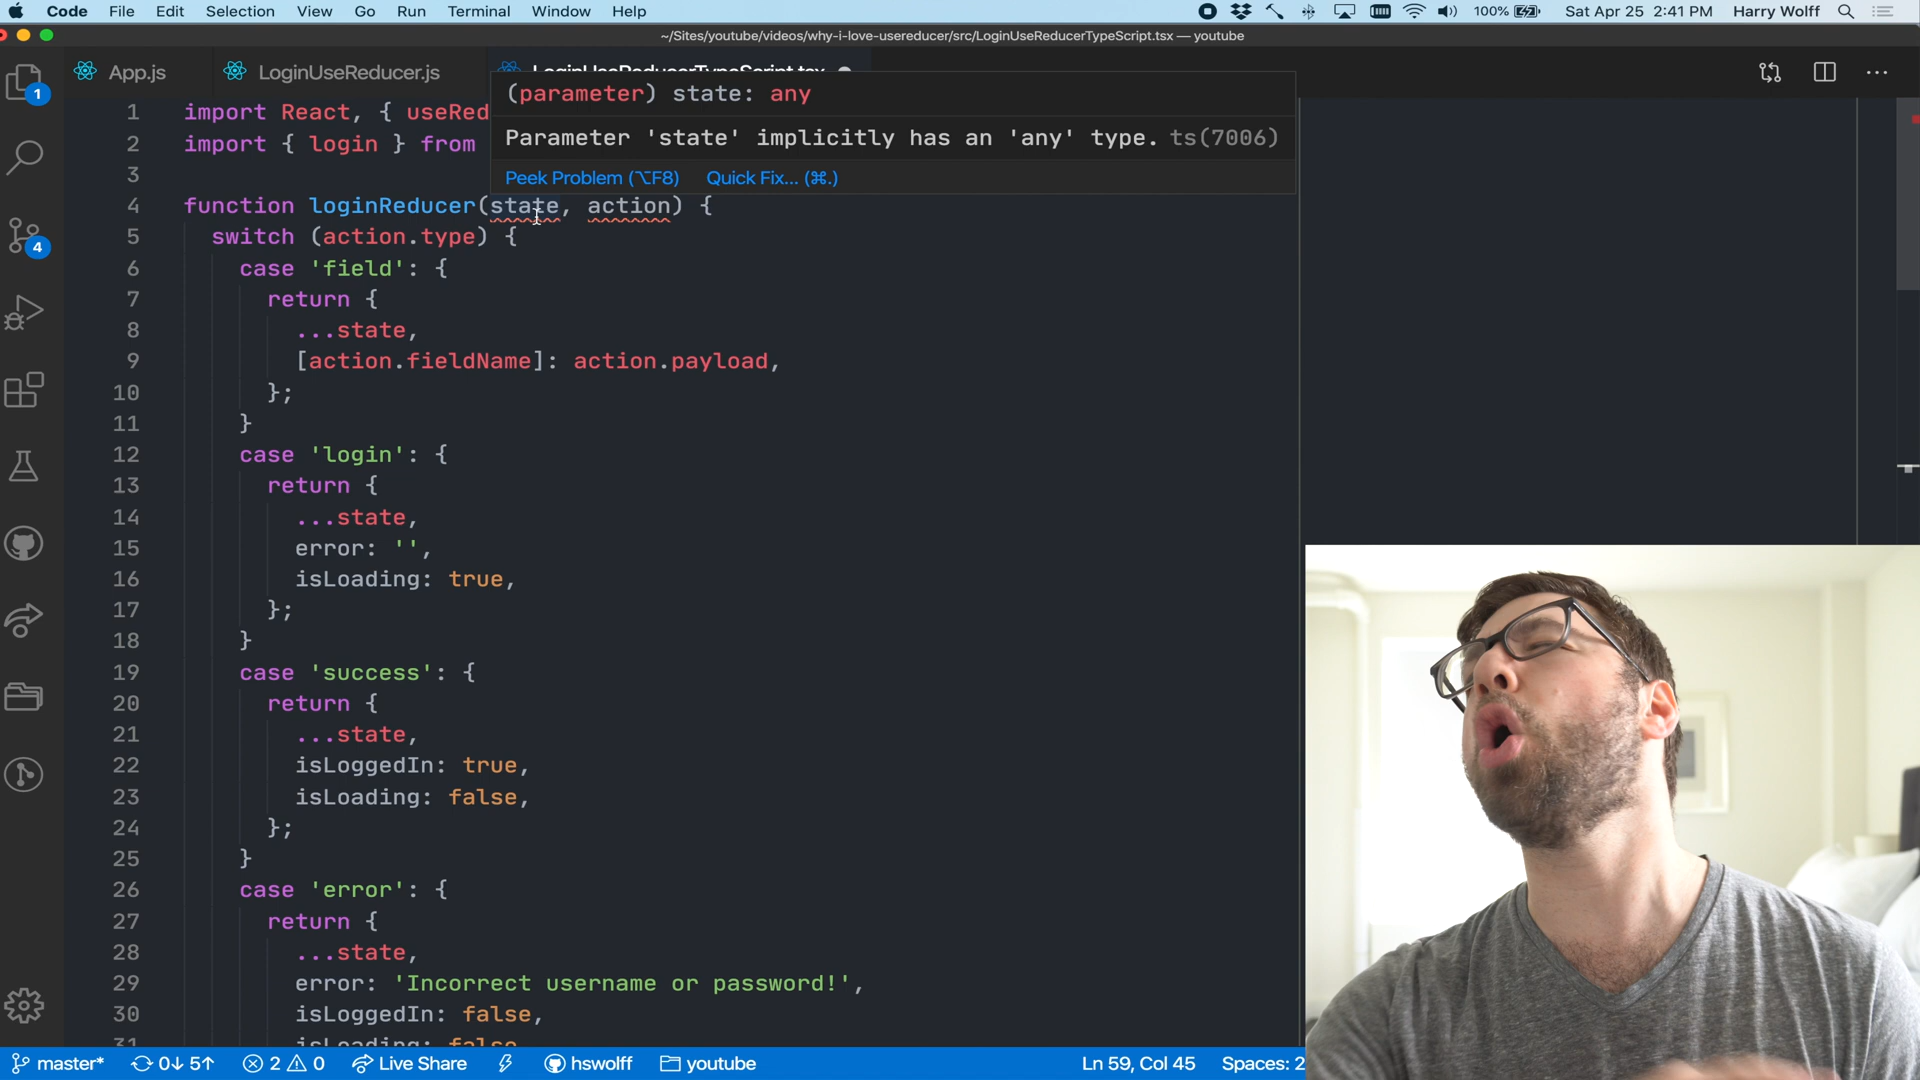 Code File Edit Selection View Go Run Terminal Window Help 100% Sat Apr 25 2:41 PM Harry Wolff
~/Sites/youtube/videos/why-i-love-usereducer/src/LoginUseReducerTypeScript.tsx — youtube
App.js LoginUseReducer.js LoginUseReducerTypeScript.tsx
(parameter) state: any
Parameter 'state' implicitly has an 'any' type. ts(7006)
Peek Problem (⌥F8) Quick Fix... (⌘.)
1 import React, { useRed
2 import { login } from
3
4 function loginReducer(state, action) {
5 switch (action.type) {
6 case 'field': {
7 return {
8 ...state,
9 [action.fieldName]: action.payload,
10 };
11 }
12 case 'login': {
13 return {
14 ...state,
15 error: '',
16 isLoading: true,
17 };
18 }
19 case 'success': {
20 return {
21 ...state,
22 isLoggedIn: true,
23 isLoading: false,
24 };
25 }
26 case 'error': {
27 return {
28 ...state,
29 error: 'Incorrect username or password!',
30 isLoggedIn: false,
31 isLoading: false
1
4
master* 0↓ 5↑ 2 0 Live Share hswolff youtube Ln 59, Col 45 Spaces: 2